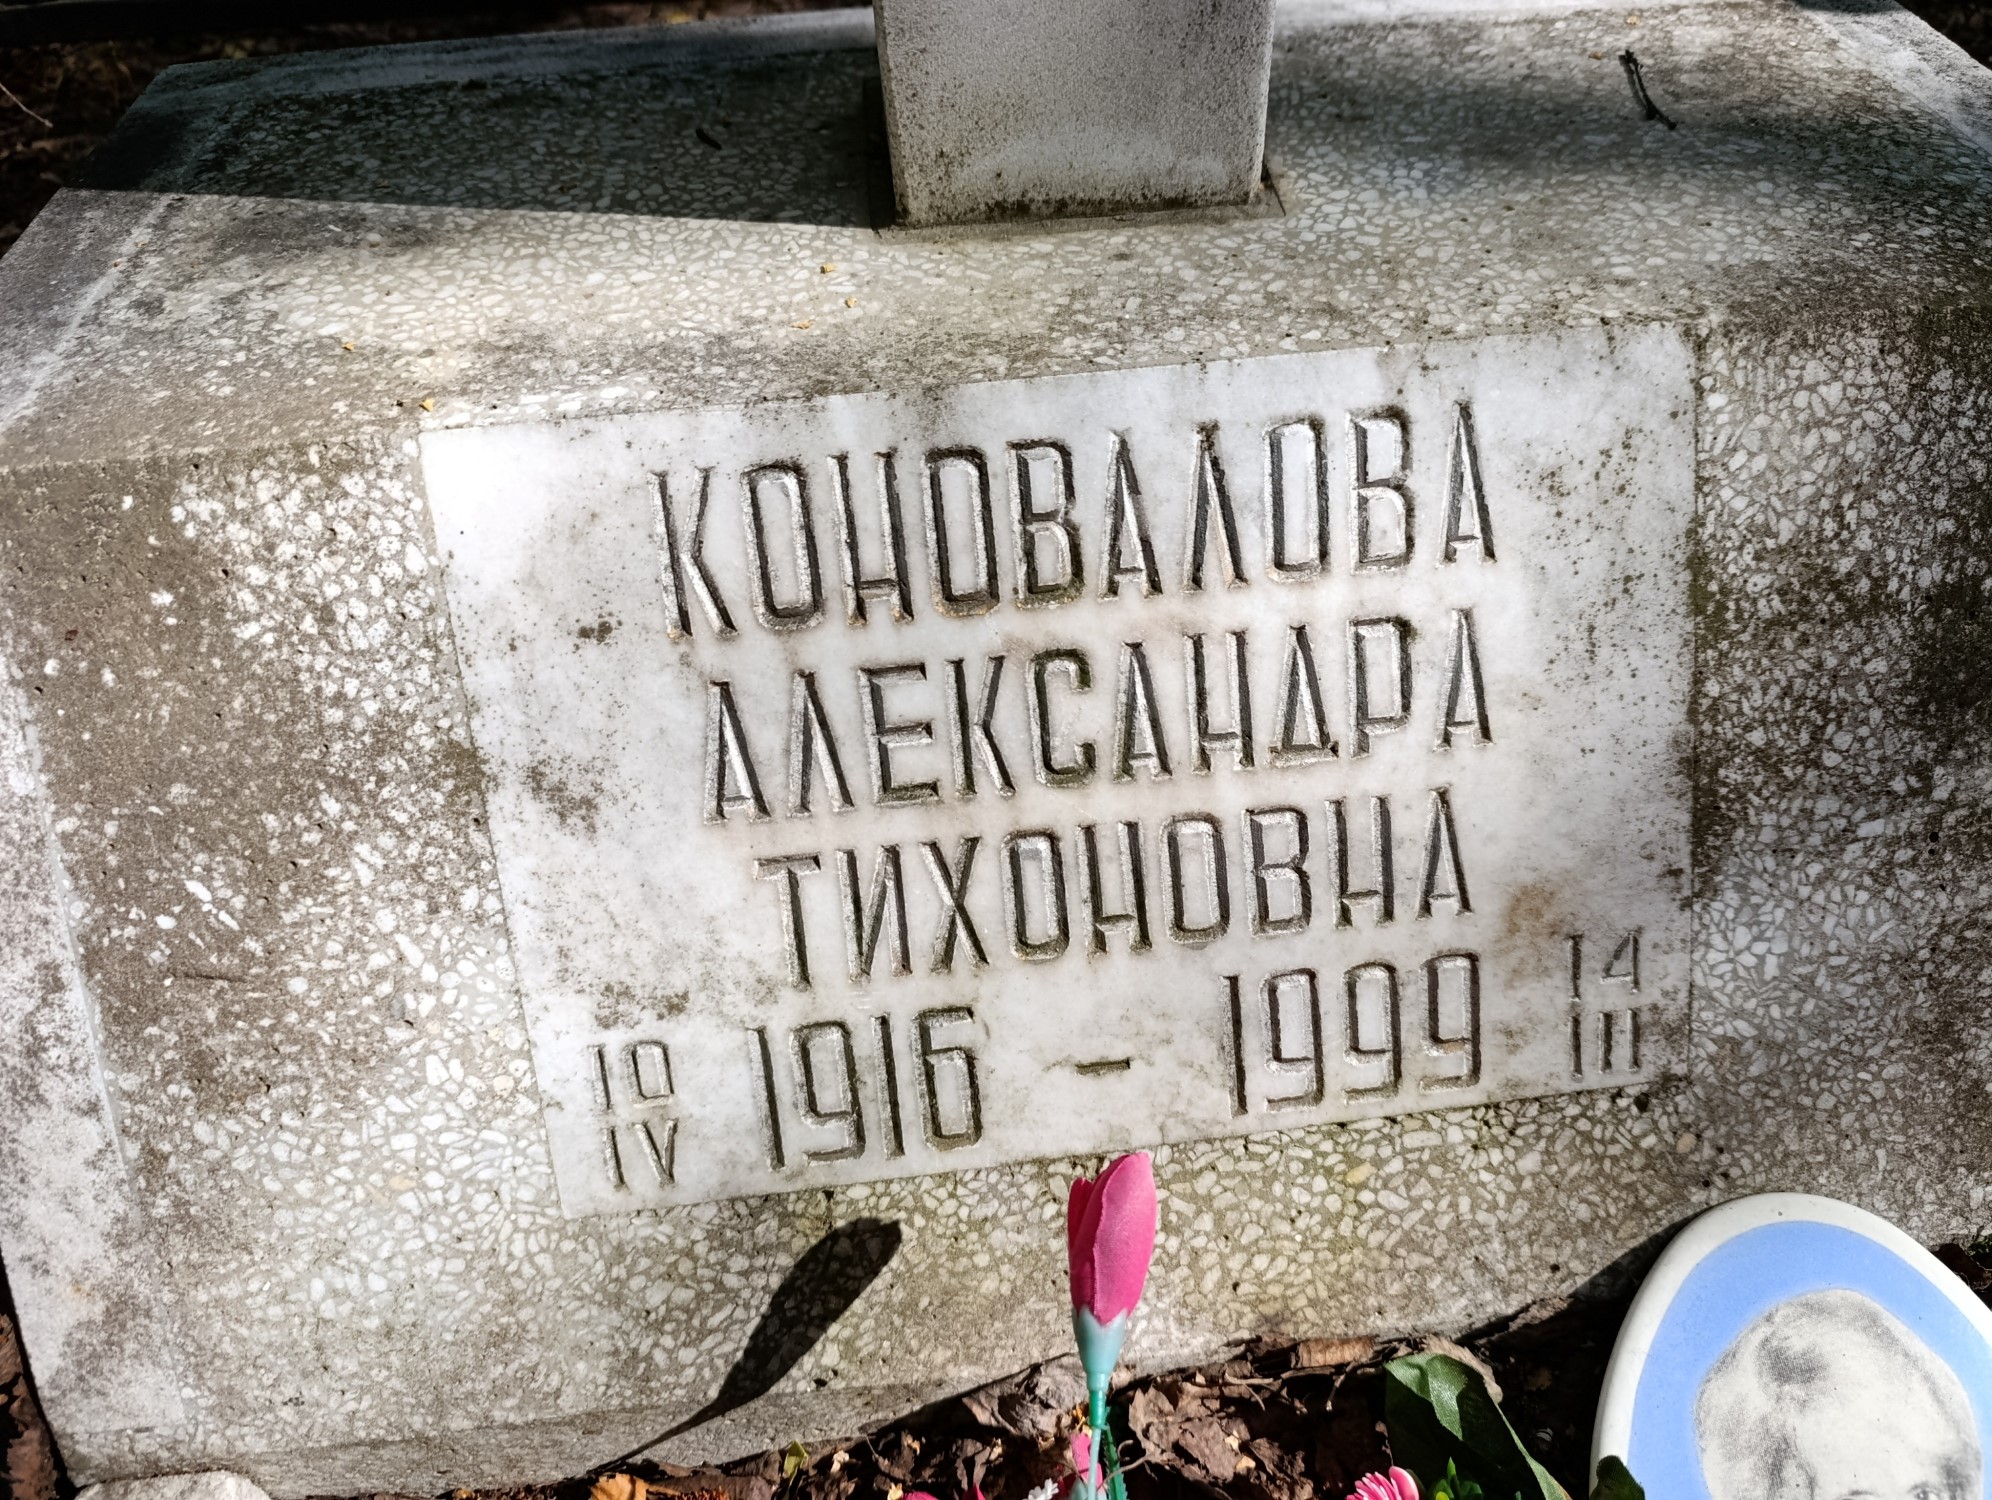 КОНОВАЛОВА
АЛЕКСАНДРА
ТИХОНОВНА
10 IV 1916 – 1999 14 III